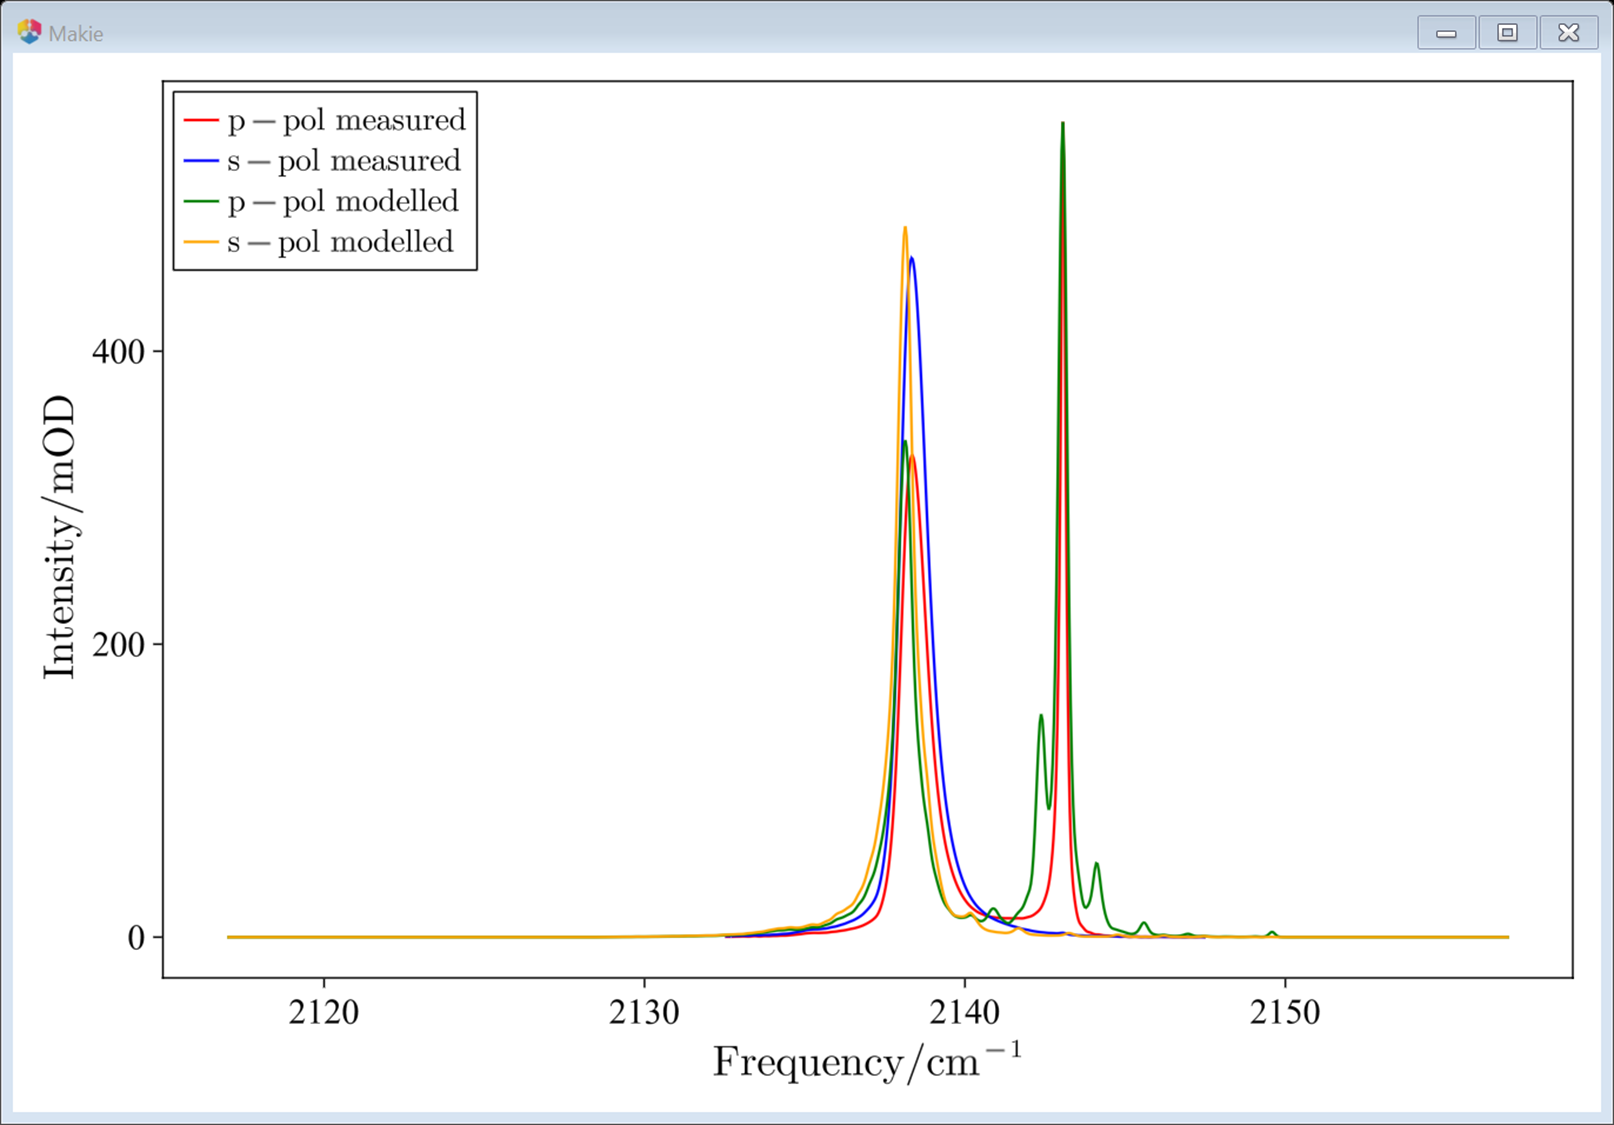 Makie
p – pol measured
s – pol measured
p – pol modelled
s – pol modelled
400
200
0
Intensity/mOD
2120 2130 2140 2150
Frequency/cm⁻¹